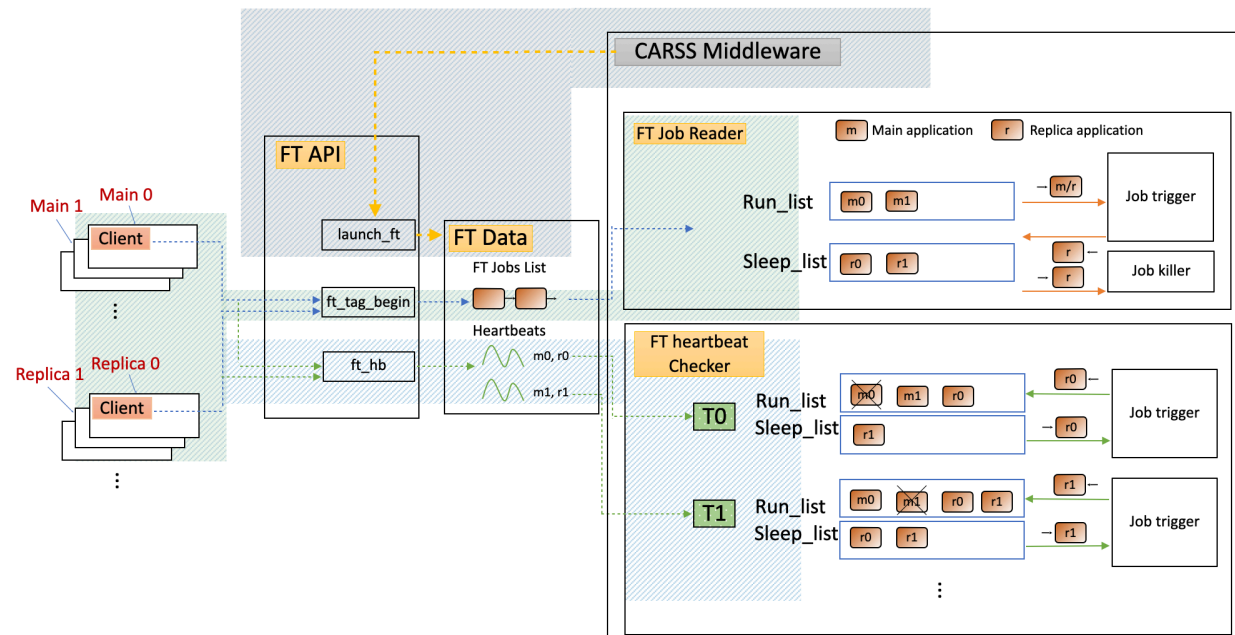 CARSS Middleware
FT API
launch_ft
ft_tag_begin
ft_hb
Main 0
Main 1
Client
⋮
Replica 0
Replica 1
Client
⋮
FT Data
FT Jobs List
Heartbeats
m0, r0
m1, r1
FT Job Reader
m Main application r Replica application
Run_list m0 m1
→ m/r
Job trigger
Sleep_list r0 r1
r ←
→ r
Job killer
FT heartbeat
Checker
T0
Run_list m0 m1 r0
r0 ←
Sleep_list r1
→ r0
Job trigger
T1
Run_list m0 m1 r0 r1
r1 ←
Sleep_list r0 r1
→ r1
Job trigger
⋮